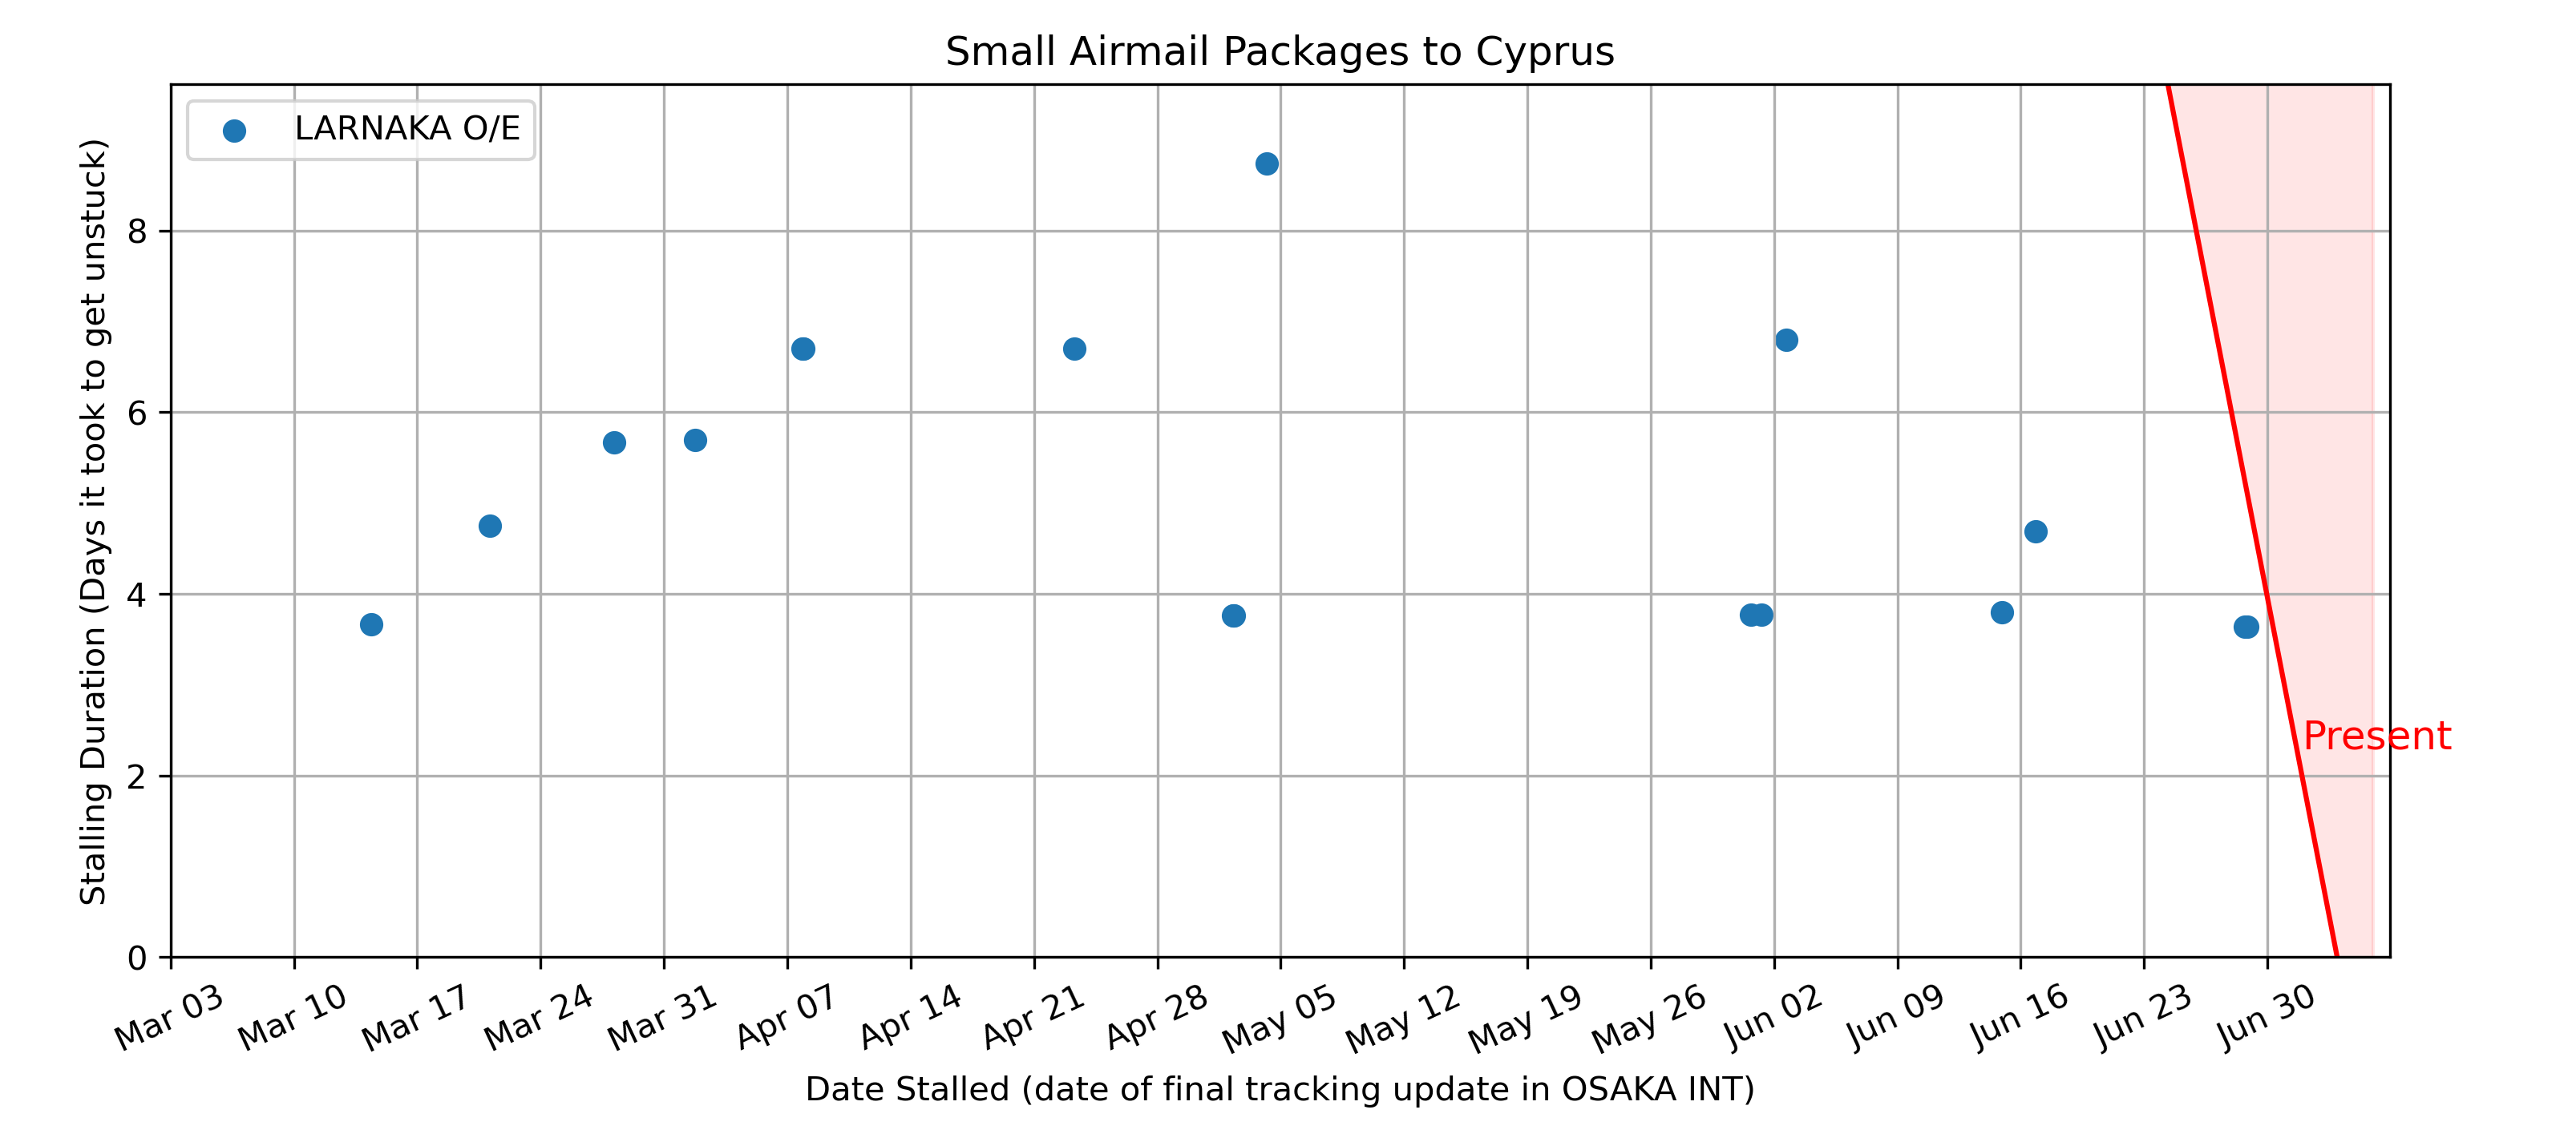 Small Airmail Packages to Cyprus
LARNAKA O/E
Stalling Duration (Days it took to get unstuck)
8
6
4
2
0
Present
Mar 03
Mar 10
Mar 17
Mar 24
Mar 31
Apr 07
Apr 14
Apr 21
Apr 28
May 05
May 12
May 19
May 26
Jun 02
Jun 09
Jun 16
Jun 23
Jun 30
Date Stalled (date of final tracking update in OSAKA INT)